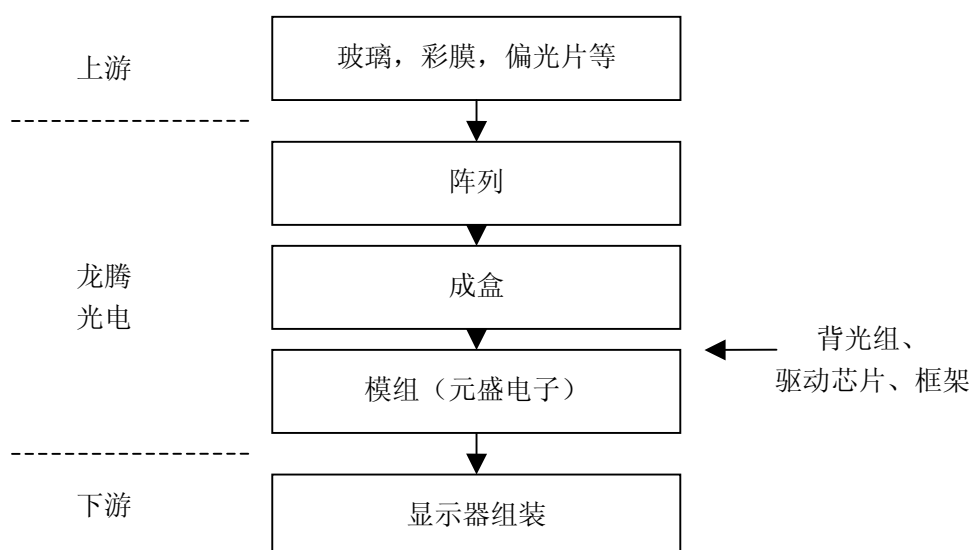 上游
玻璃，彩膜，偏光片等
阵列
龙腾
光电
成盒
背光组、
驱动芯片、框架
模组（元盛电子）
下游
显示器组装